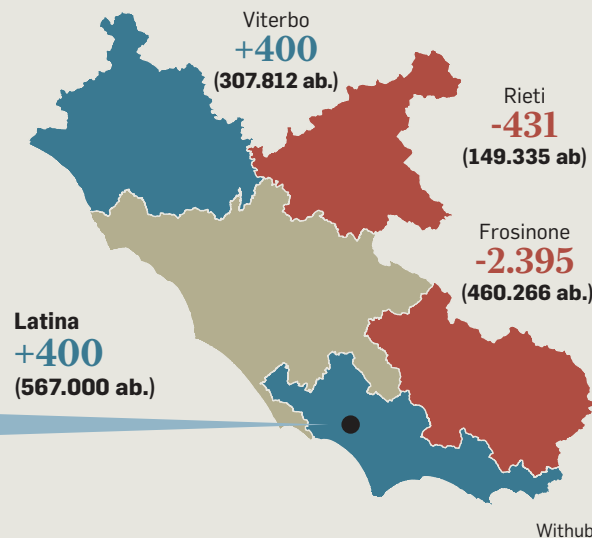 Viterbo
+400
(307.812 ab.)
Rieti
-431
(149.335 ab)
Frosinone
-2.395
(460.266 ab.)
Latina
+400
(567.000 ab.)
Withub